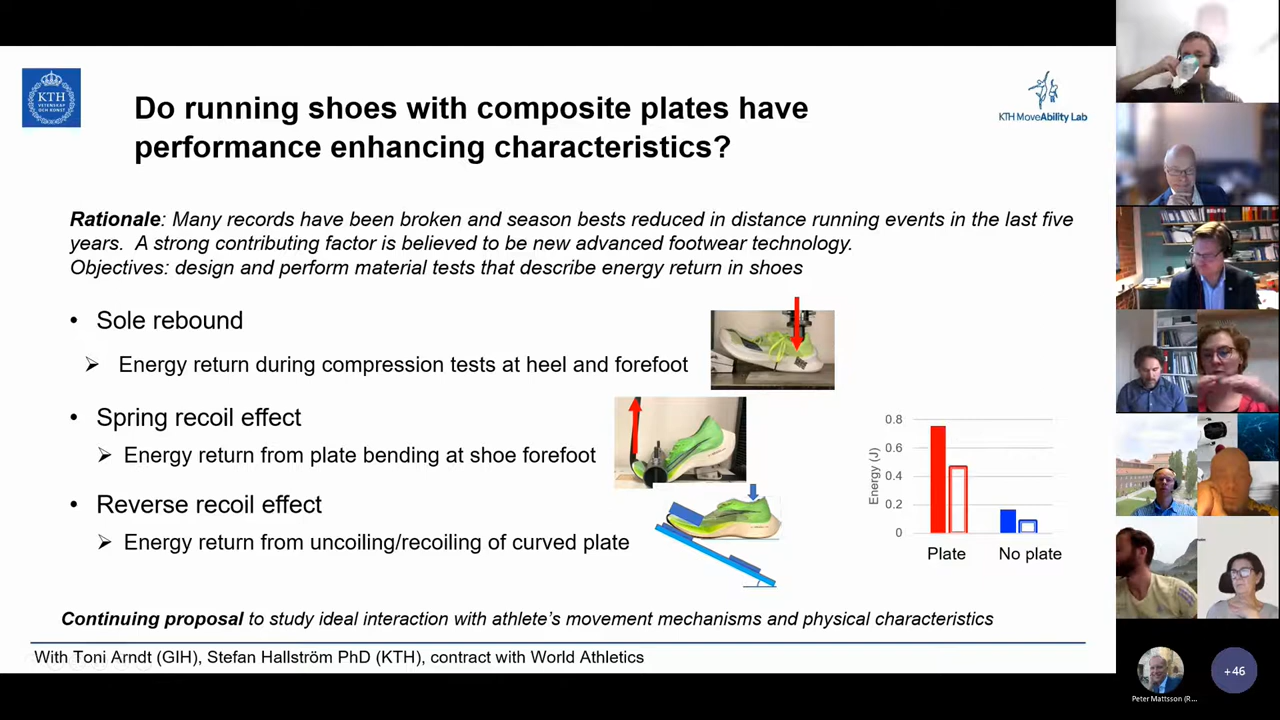 KTH
VETENSKAP
OCH KONST
Do running shoes with composite plates have
performance enhancing characteristics?
KTH MoveAbility Lab
Rationale: Many records have been broken and season bests reduced in distance running events in the last five
years. A strong contributing factor is believed to be new advanced footwear technology.
Objectives: design and perform material tests that describe energy return in shoes
• Sole rebound
➢ Energy return during compression tests at heel and forefoot
• Spring recoil effect
➢ Energy return from plate bending at shoe forefoot
• Reverse recoil effect
➢ Energy return from uncoiling/recoiling of curved plate
Energy (J)
0.8
0.6
0.4
0.2
0
Plate
No plate
Continuing proposal to study ideal interaction with athlete's movement mechanisms and physical characteristics
With Toni Arndt (GIH), Stefan Hallström PhD (KTH), contract with World Athletics
Peter Mattsson (R...
+46